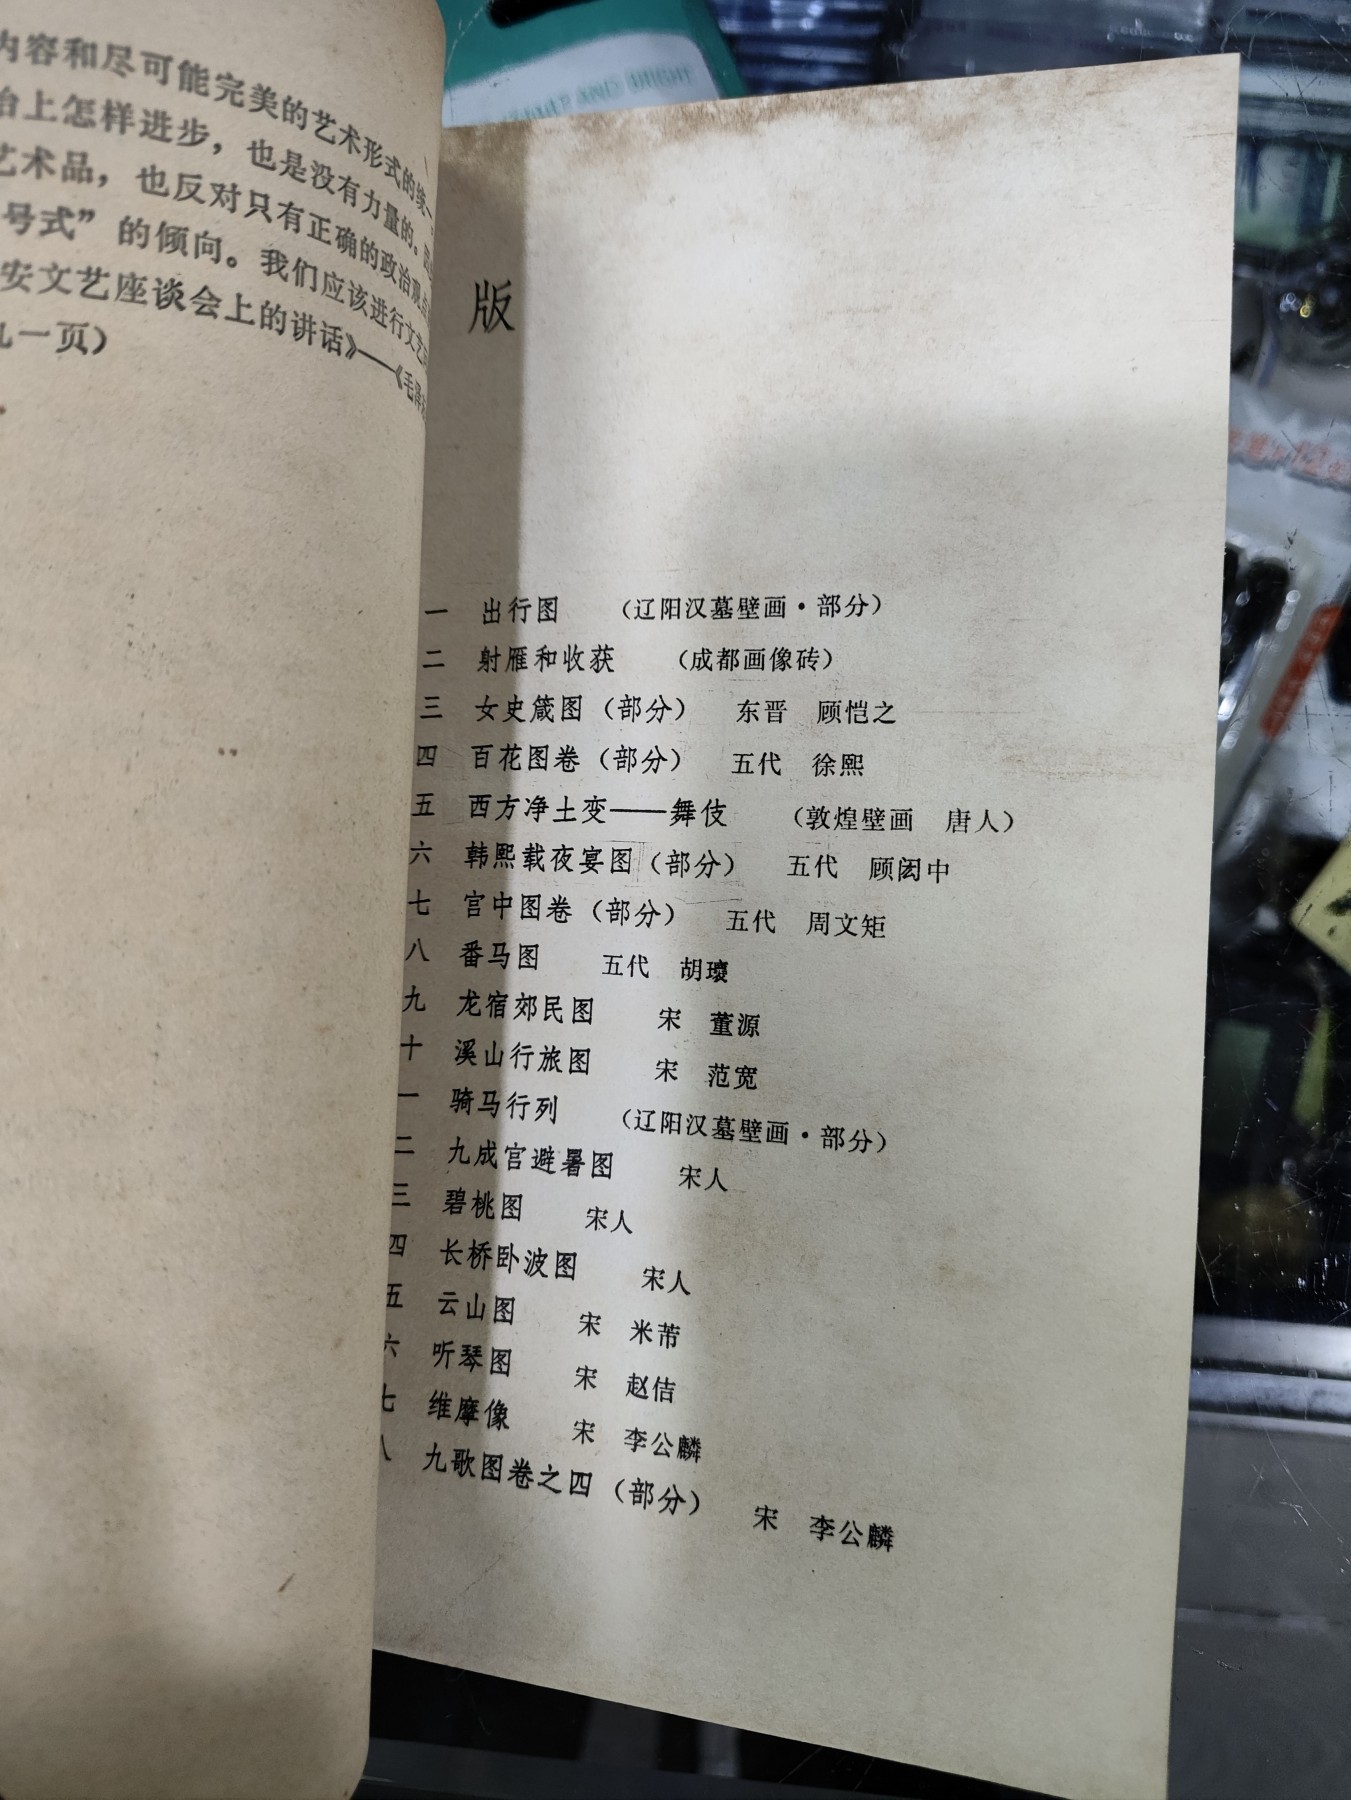 内容和尽可能完美的艺术形式的统一
治上怎样进步，也是没有力量的。
艺术品，也反对只有正确的政治观点
号式”的倾向。我们应该进行文艺
安文艺座谈会上的讲话》——《毛泽
九一页）
版
一 出行图 （辽阳汉墓壁画·部分）
二 射雁和收获 （成都画像砖）
三 女史箴图（部分） 东晋 顾恺之
四 百花图卷（部分） 五代 徐熙
五 西方净土变——舞伎 （敦煌壁画 唐人）
六 韩熙载夜宴图（部分） 五代 顾闳中
七 宫中图卷（部分） 五代 周文矩
八 番马图 五代 胡瓌
九 龙宿郊民图 宋 董源
十 溪山行旅图 宋 范宽
一 骑马行列 （辽阳汉墓壁画·部分）
二 九成宫避暑图 宋人
三 碧桃图 宋人
四 长桥卧波图 宋人
五 云山图 宋 米芾
六 听琴图 宋 赵佶
七 维摩像 宋 李公麟
九歌图卷之四（部分） 宋 李公麟